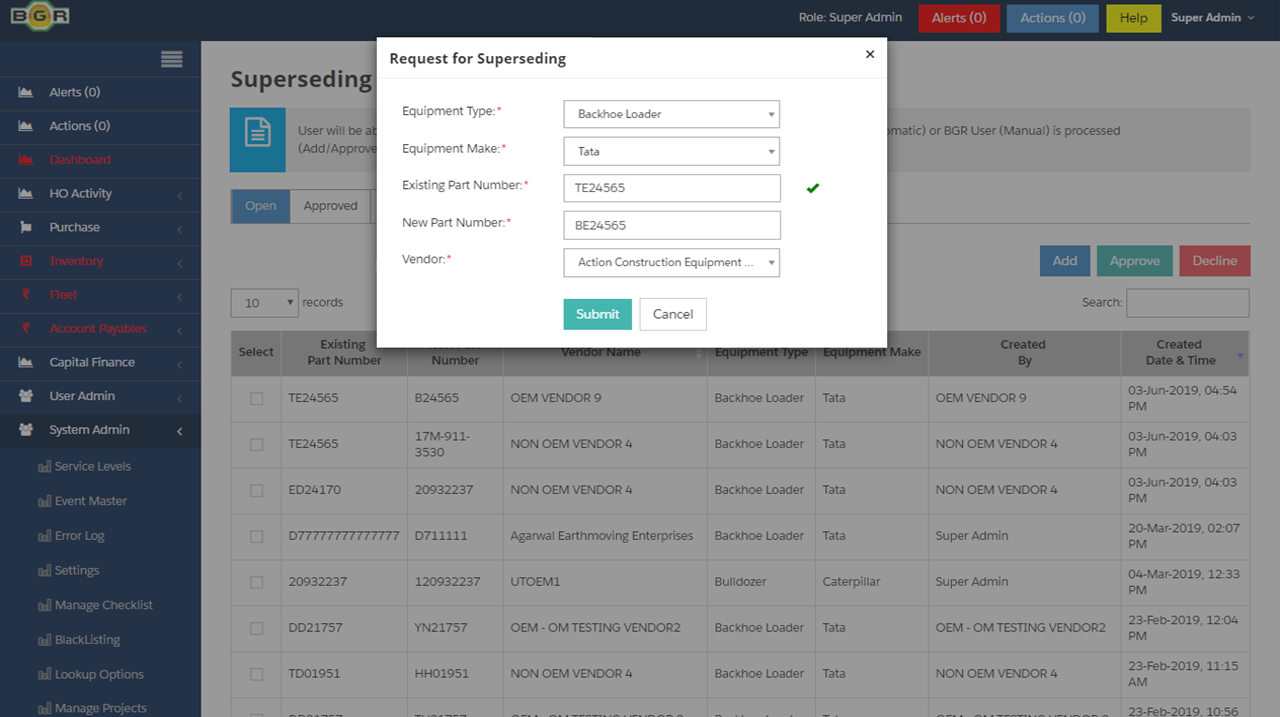 BGR
Role: Super Admin
Alerts (0)
Actions (0)
Help
Super Admin
Alerts (0)
Actions (0)
Dashboard
HO Activity
Purchase
Inventory
Fleet
Account Payables
Capital Finance
User Admin
System Admin
Service Levels
Event Master
Error Log
Settings
Manage Checklist
BlackListing
Lookup Options
Manage Projects
Superseding
User will be
omatic) or BGR User (Manual) is processed
(Add/Approve
Open
Approved
Request for Superseding
×
Equipment Type:*
Backhoe Loader
Equipment Make:*
Tata
Existing Part Number:*
TE24565
New Part Number:*
BE24565
Vendor:*
Action Construction Equipment ...
Submit
Cancel
Add
Approve
Decline
10
records
Search:
Select
Existing
Part Number
Number
Vendor Name
Equipment Type
Equipment Make
Created
By
Created
Date & Time
TE24565 B24565 OEM VENDOR 9 Backhoe Loader Tata OEM VENDOR 9 03-Jun-2019, 04:54
PM
TE24565 17M-911-
3530 NON OEM VENDOR 4 Backhoe Loader Tata NON OEM VENDOR 4 03-Jun-2019, 04:03
PM
ED24170 20932237 NON OEM VENDOR 4 Backhoe Loader Tata NON OEM VENDOR 4 03-Jun-2019, 04:03
PM
D77777777777777 D711111 Agarwal Earthmoving Enterprises Backhoe Loader Tata Super Admin 20-Mar-2019, 02:07
PM
20932237 120932237 UTOEM1 Bulldozer Caterpillar Super Admin 04-Mar-2019, 12:33
PM
DD21757 YN21757 OEM - OM TESTING VENDOR2 Backhoe Loader Tata OEM - OM TESTING VENDOR2 23-Feb-2019, 12:04
PM
TD01951 HH01951 NON OEM VENDOR 4 Backhoe Loader Tata NON OEM VENDOR 4 23-Feb-2019, 11:15
AM
Backhoe Loader Tata 23-Feb-2019, 10:56